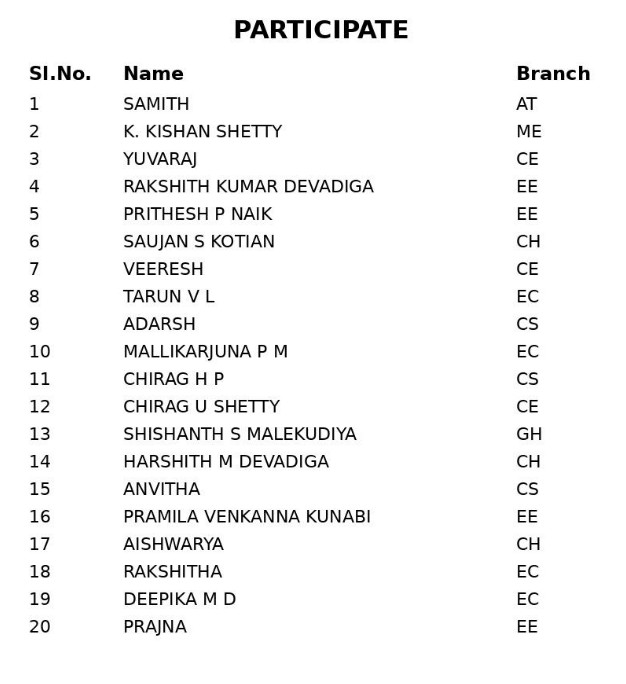 PARTICIPATE
Sl.No. Name Branch
1 SAMITH AT
2 K. KISHAN SHETTY ME
3 YUVARAJ CE
4 RAKSHITH KUMAR DEVADIGA EE
5 PRITHESH P NAIK EE
6 SAUJAN S KOTIAN CH
7 VEERESH CE
8 TARUN V L EC
9 ADARSH CS
10 MALLIKARJUNA P M EC
11 CHIRAG H P CS
12 CHIRAG U SHETTY CE
13 SHISHANTH S MALEKUDIYA GH
14 HARSHITH M DEVADIGA CH
15 ANVITHA CS
16 PRAMILA VENKANNA KUNABI EE
17 AISHWARYA CH
18 RAKSHITHA EC
19 DEEPIKA M D EC
20 PRAJNA EE